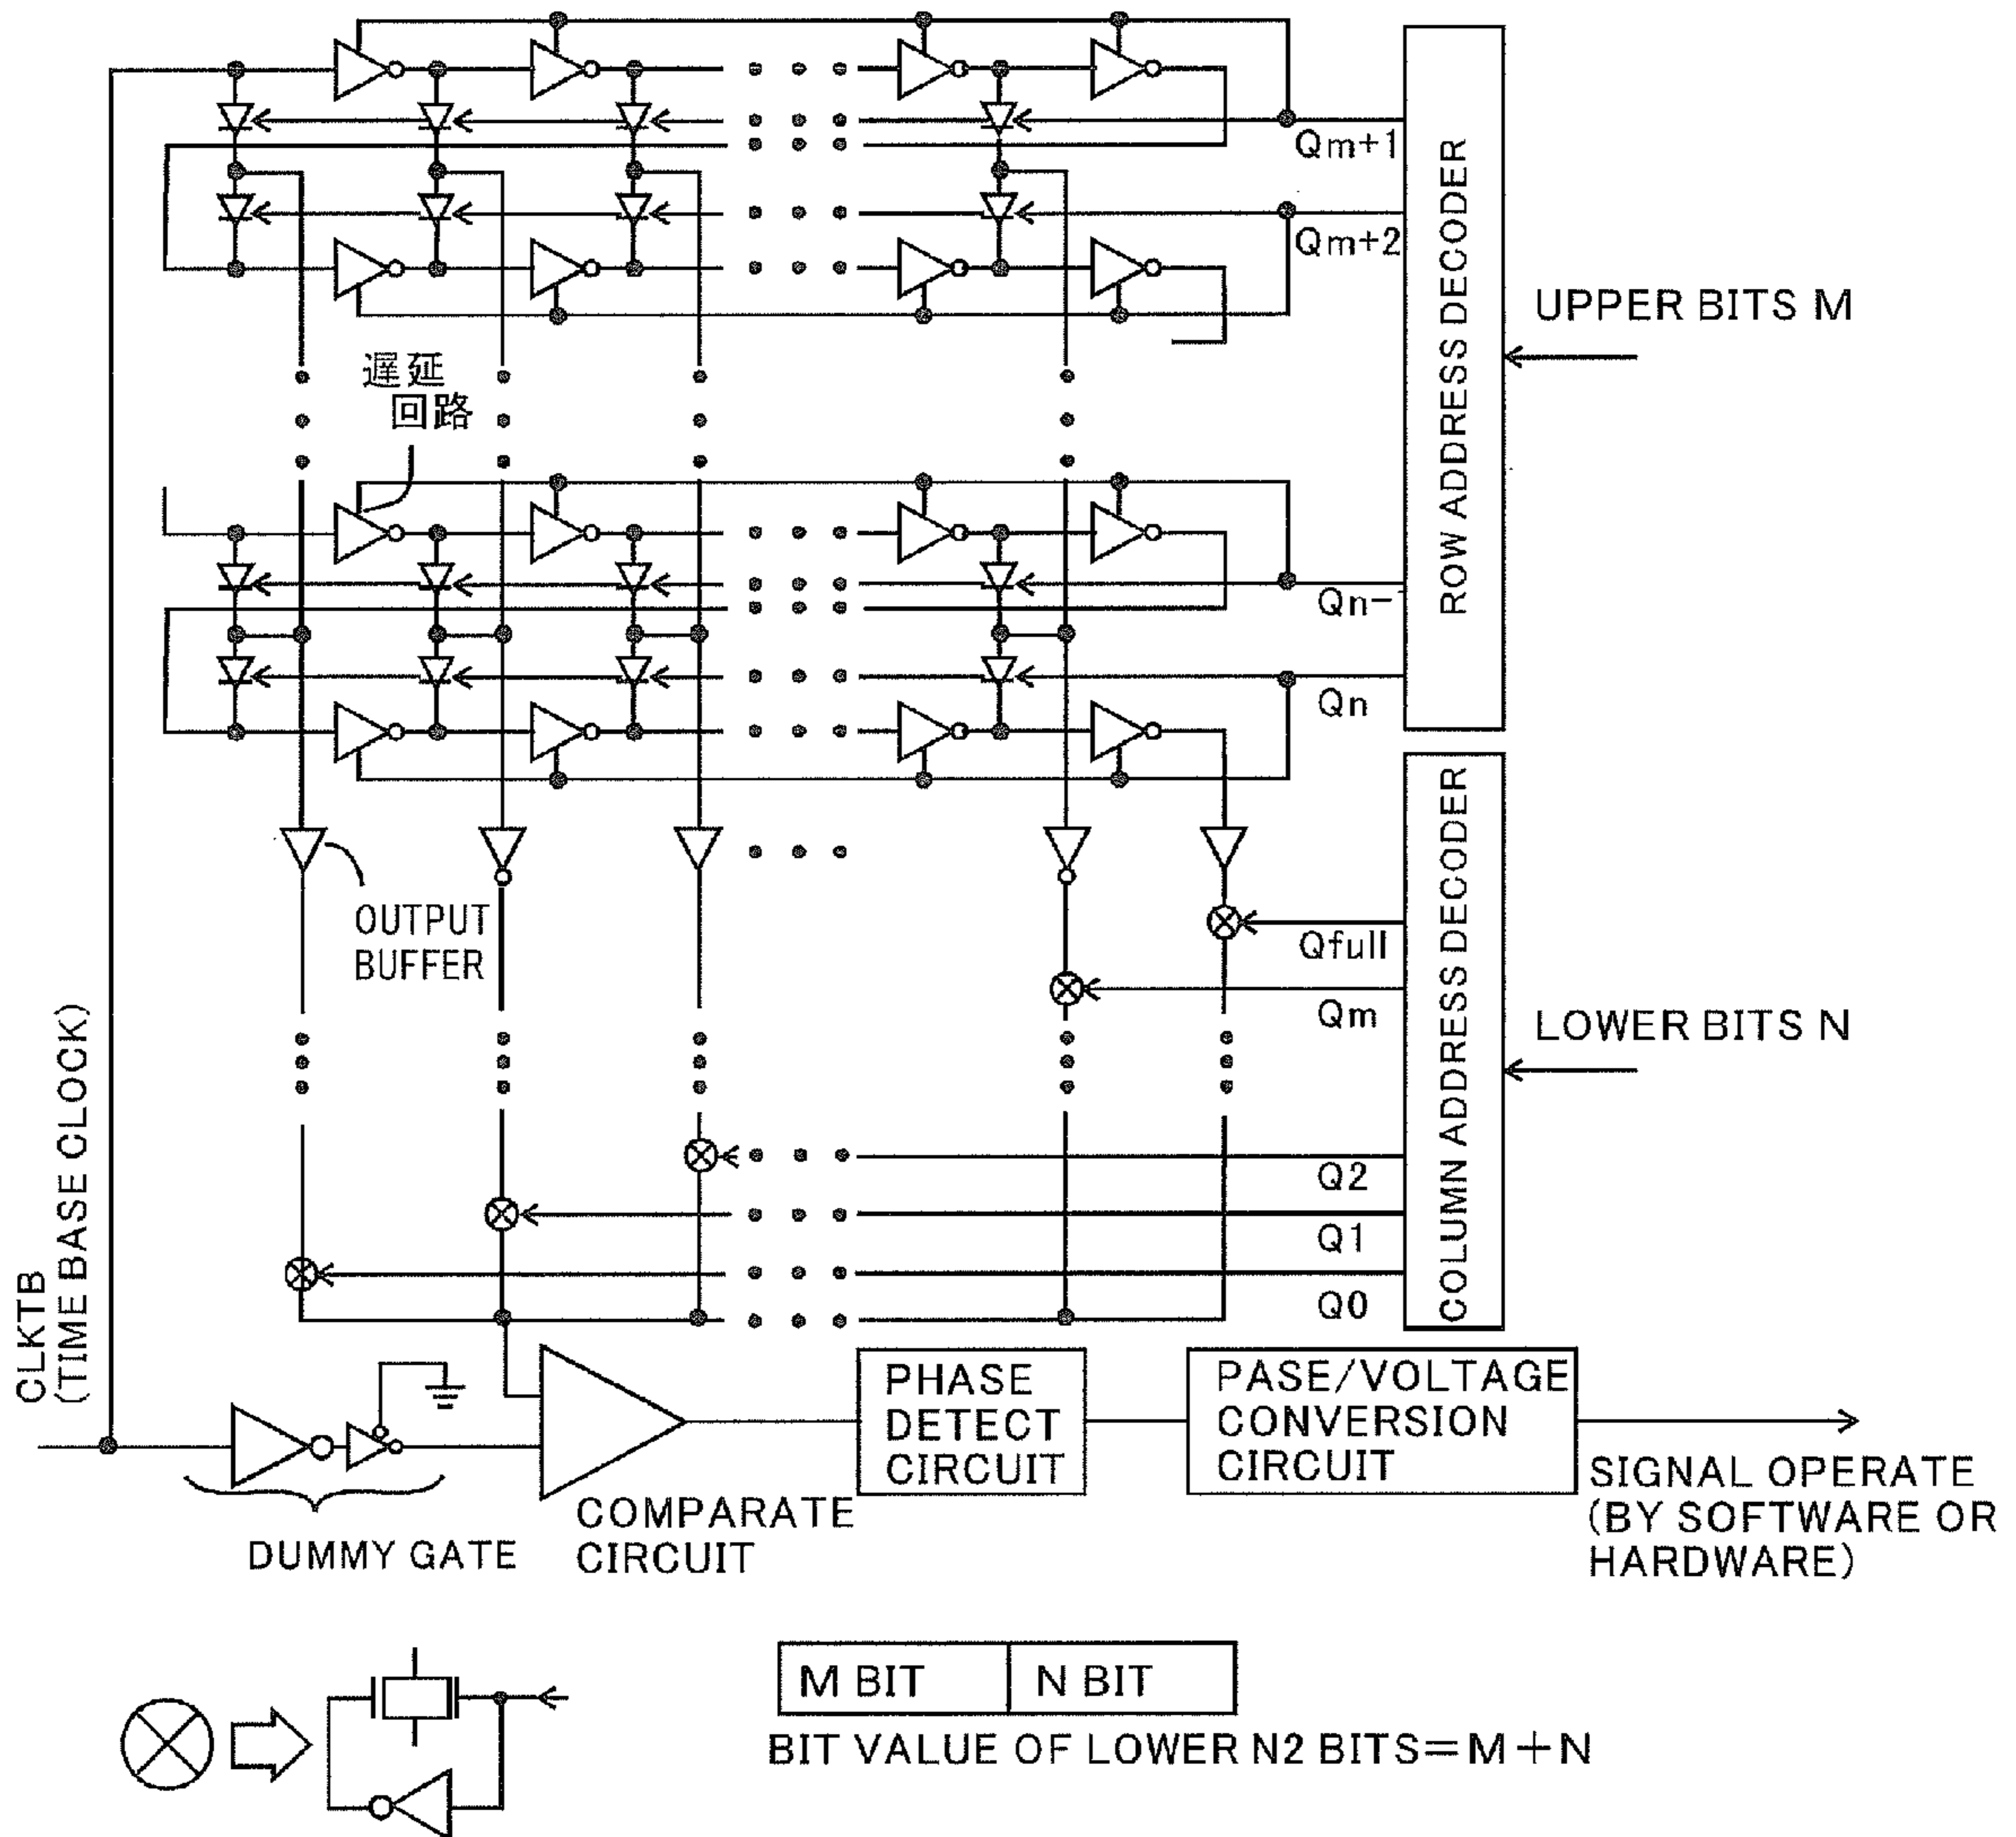 Qm+1
Qm+2
ROW ADDRESS DECODER
UPPER BITS M
遅延
回路
Qn-
Qn
OUTPUT
BUFFER
Qfull
Qm
COLUMN ADDRESS DECODER
LOWER BITS N
Q2
Q1
Q0
CLKTB
(TIME BASE CLOCK)
PHASE
DETECT
CIRCUIT
PASE/VOLTAGE
CONVERSION
CIRCUIT
SIGNAL OPERATE
(BY SOFTWARE OR
HARDWARE)
COMPARATE
CIRCUIT
DUMMY GATE
M BIT
N BIT
BIT VALUE OF LOWER N2 BITS=M+N